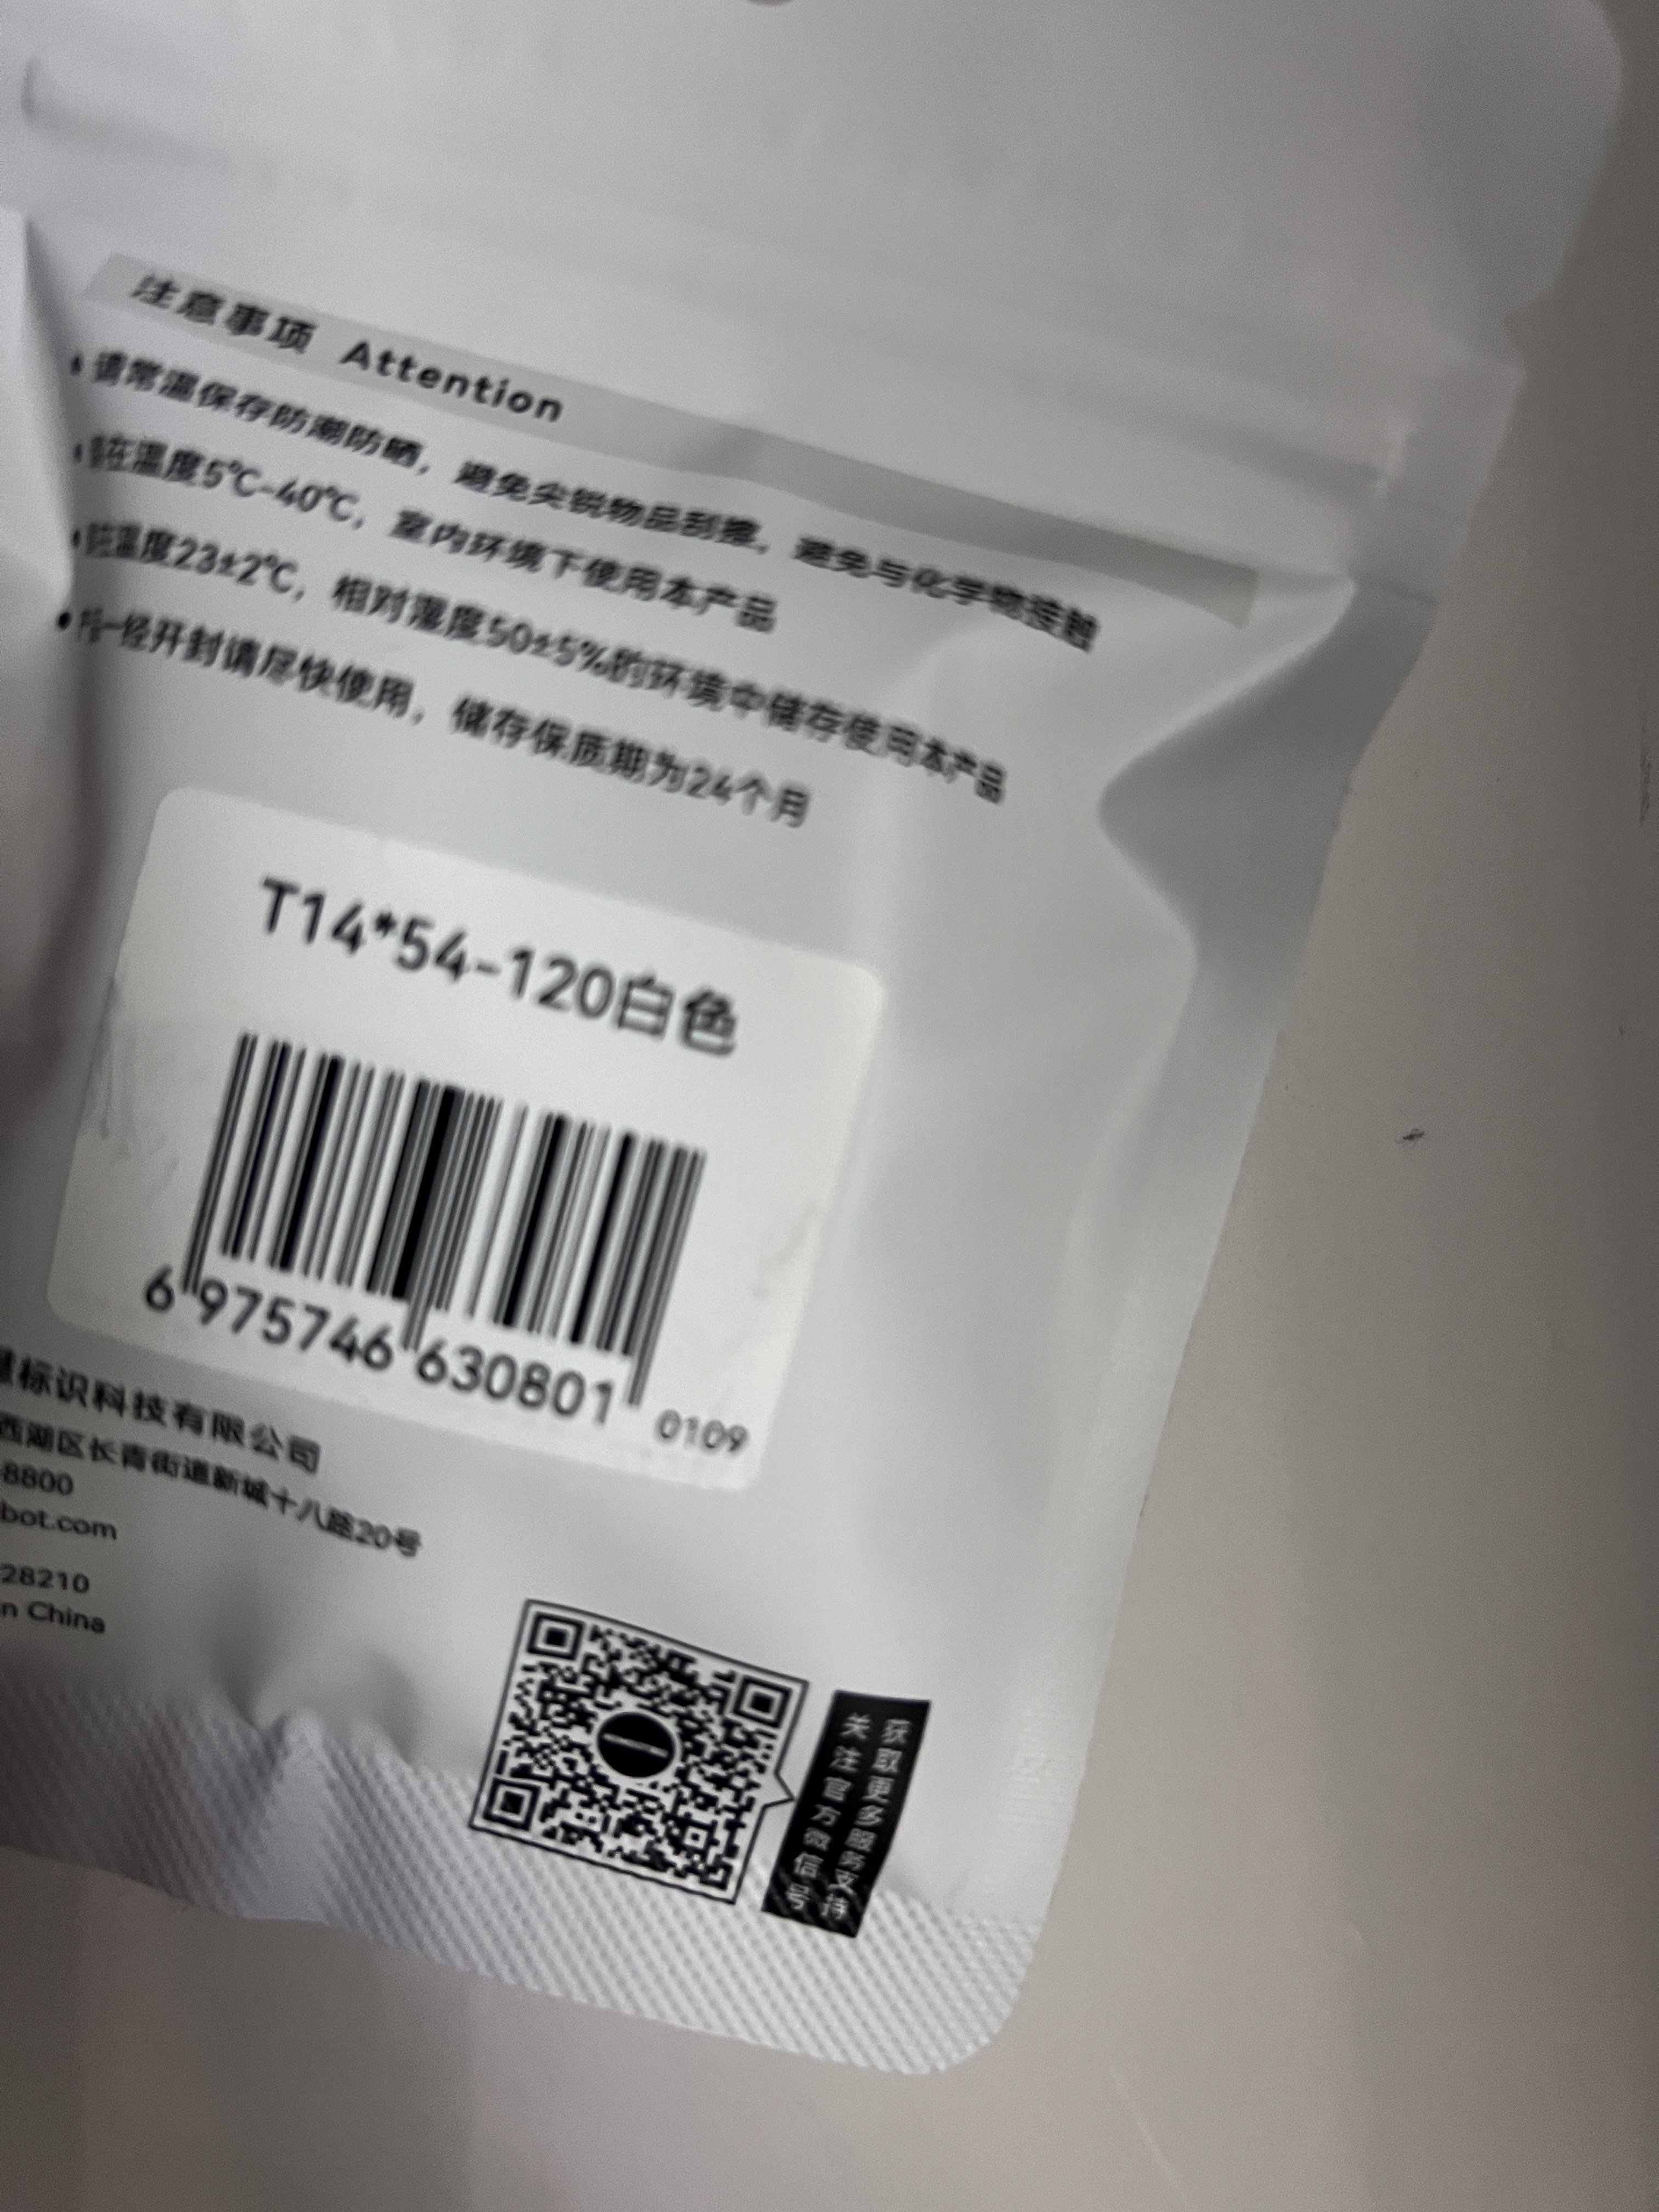 注意事项 Attention
• 请常温保存防潮防晒，避免尖锐物品刮擦，避免与化学物接触
• 请在温度5℃-40℃，室内环境下使用本产品
• 请在温度23±2℃，相对湿度50±5%的环境中储存使用本产品
• 一经开封请尽快使用，储存保质期为24个月
T14*54-120白色
6 975746 630801
0109
标识科技有限公司
西湖区长青街道新城十八路20号
8800
bot.com
28210
n China
获取更多服务支持
关注官方微信号